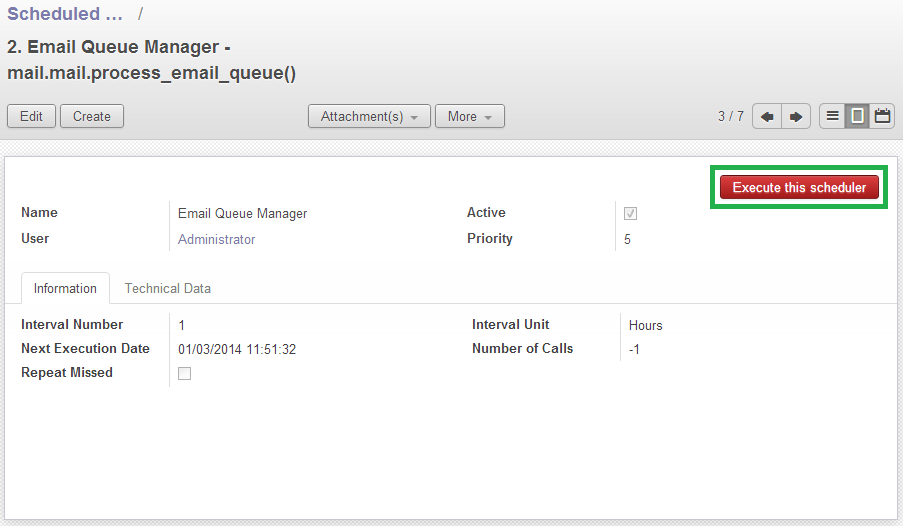 Scheduled ... /
2. Email Queue Manager -
mail.mail.process_email_queue()
Edit Create Attachment(s) More 3 / 7
Execute this scheduler
Name Email Queue Manager Active
User Administrator Priority 5
Information Technical Data
Interval Number 1 Interval Unit Hours
Next Execution Date 01/03/2014 11:51:32 Number of Calls -1
Repeat Missed